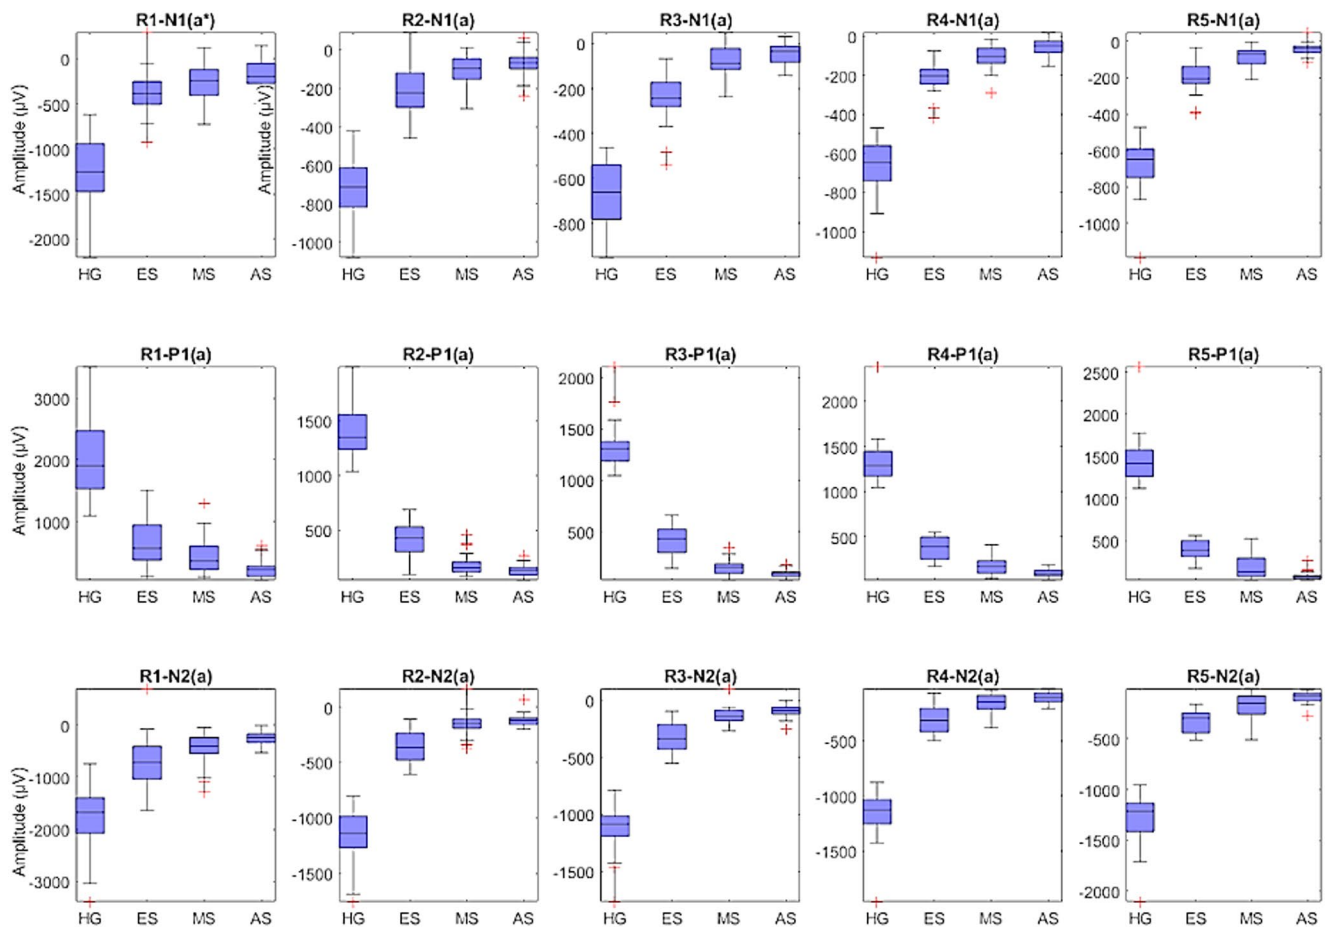 R1-N1(a*) R2-N1(a) R3-N1(a) R4-N1(a) R5-N1(a)
Amplitude (µV) 0 -500 -1000 -1500 -2000
Amplitude (µV) 0 -200 -400 -600 -800 -1000
0 -200 -400 -600 -800
0 -200 -400 -600 -800 -1000
0 -200 -400 -600 -800 -1000
HG ES MS AS HG ES MS AS HG ES MS AS HG ES MS AS HG ES MS AS
R1-P1(a) R2-P1(a) R3-P1(a) R4-P1(a) R5-P1(a)
Amplitude (µV) 3000 2000 1000
1500 1000 500
2000 1500 1000 500
2000 1500 1000 500
2500 2000 1500 1000 500
HG ES MS AS HG ES MS AS HG ES MS AS HG ES MS AS HG ES MS AS
R1-N2(a) R2-N2(a) R3-N2(a) R4-N2(a) R5-N2(a)
Amplitude (µV) 0 -1000 -2000 -3000
0 -500 -1000 -1500
0 -500 -1000 -1500
-500 -1000 -1500
-500 -1000 -1500 -2000
HG ES MS AS HG ES MS AS HG ES MS AS HG ES MS AS HG ES MS AS